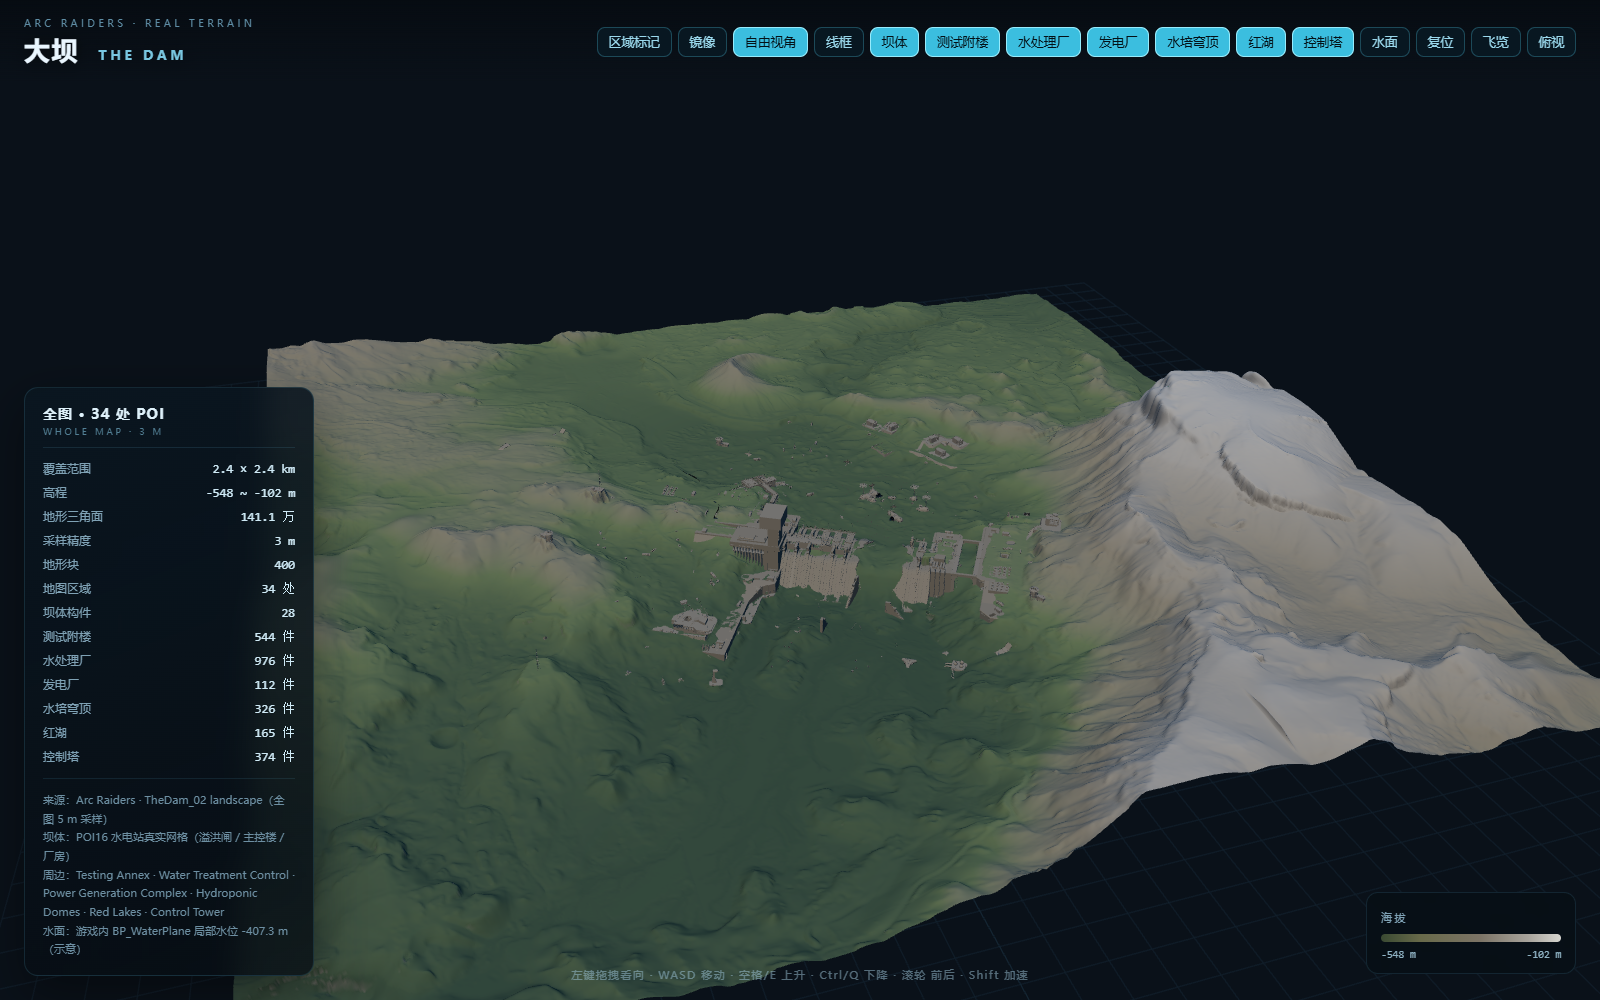 ARC RAIDERS · REAL TERRAIN
大坝 THE DAM
区域标记 镜像 自由视角 线框 坝体 测试附楼 水处理厂 发电厂 水培穹顶 红湖 控制塔 水面 复位 飞览 俯视
全图 • 34 处 POI
WHOLE MAP · 3 M
覆盖范围 2.4 × 2.4 km
高程 -548 ~ -102 m
地形三角面 141.1 万
采样精度 3 m
地形块 400
地图区域 34 处
坝体构件 28
测试附楼 544 件
水处理厂 976 件
发电厂 112 件
水培穹顶 326 件
红湖 165 件
控制塔 374 件
来源：Arc Raiders · TheDam_02 landscape（全
图 5 m 采样）
坝体：POI16 水电站真实网格（溢洪闸 / 主控楼 /
厂房）
周边：Testing Annex · Water Treatment Control ·
Power Generation Complex · Hydroponic
Domes · Red Lakes · Control Tower
水面：游戏内 BP_WaterPlane 局部水位 -407.3 m
（示意）
海拔
-548 m -102 m
左键拖拽看向 · WASD 移动 · 空格/E 上升 · Ctrl/Q 下降 · 滚轮 前后 · Shift 加速